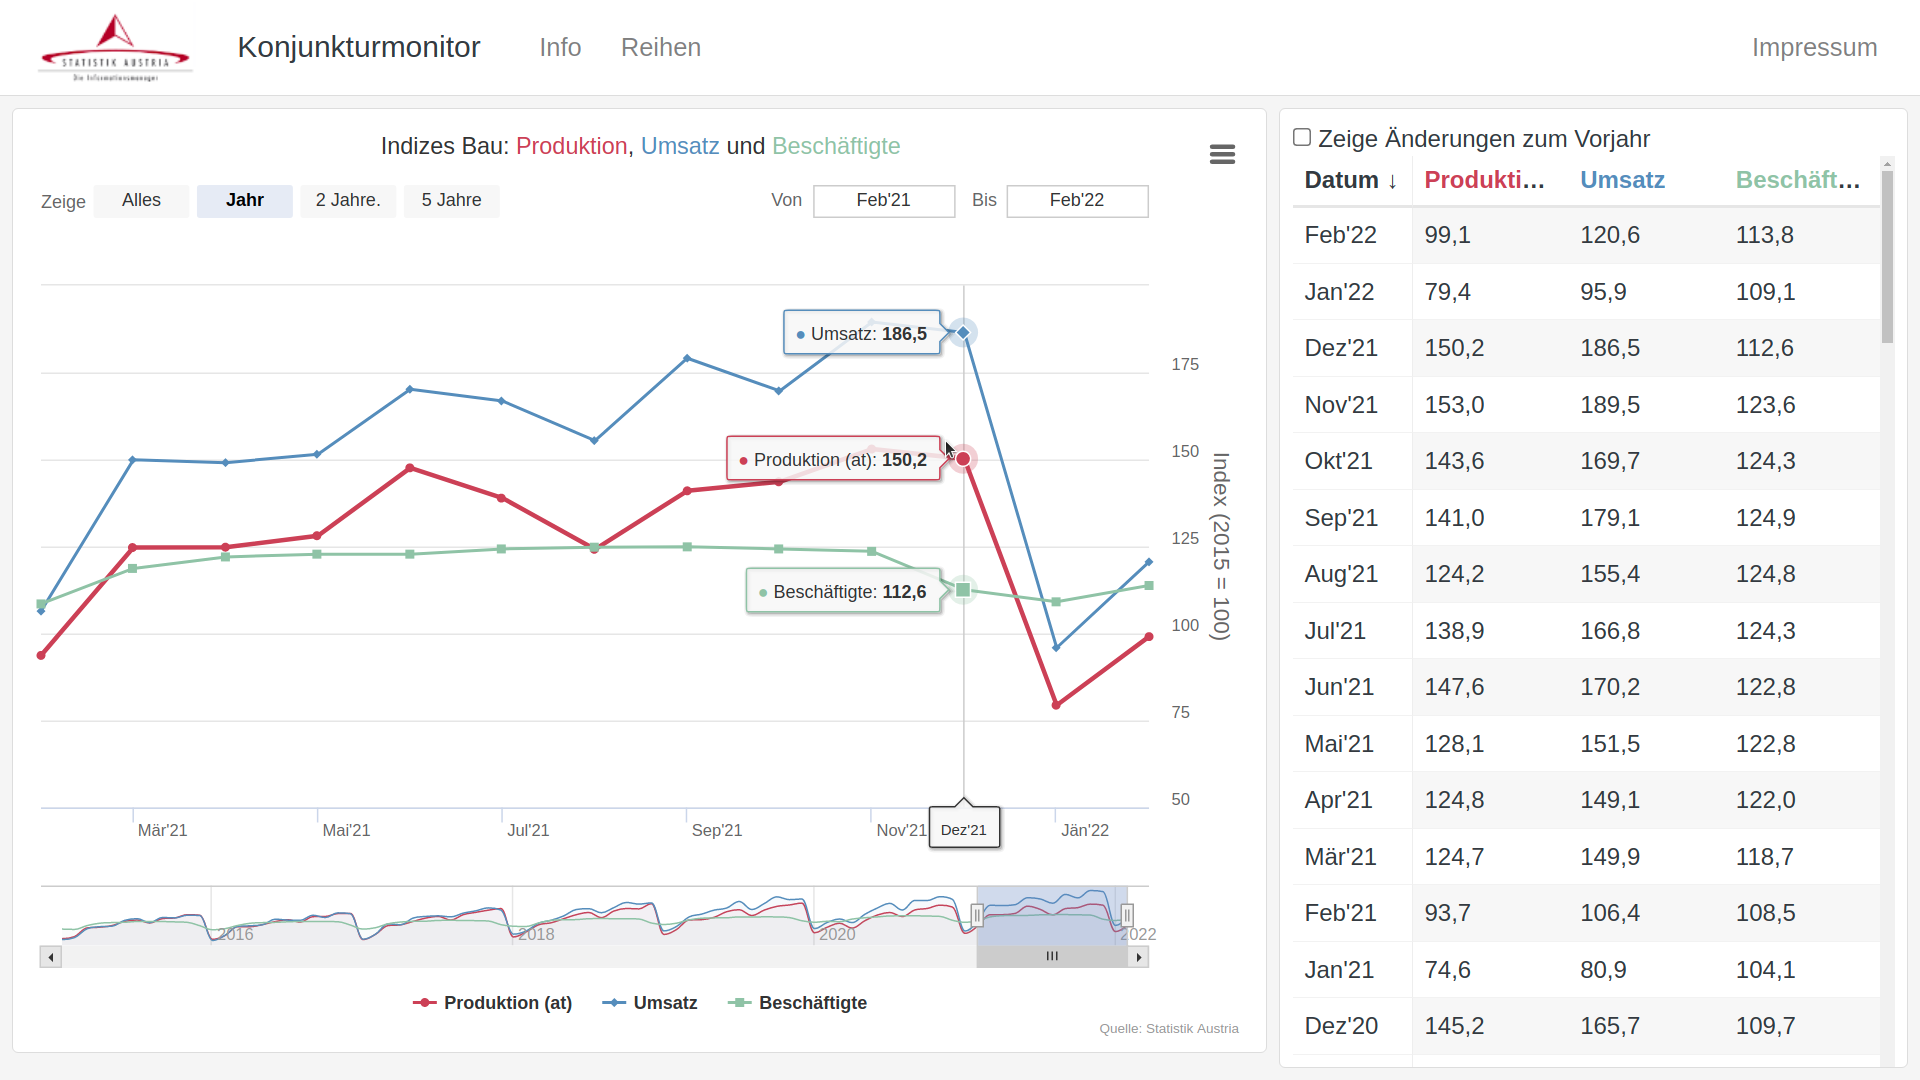 STATISTIK AUSTRIA
Die Informationsmanager
Konjunkturmonitor
Info
Reihen
Impressum
Indizes Bau: Produktion, Umsatz und Beschäftigte
Zeige
Alles
Jahr
2 Jahre.
5 Jahre
Von
Feb'21
Bis
Feb'22
Umsatz: 186,5
Produktion (at): 150,2
Beschäftigte: 112,6
175
150
125
100
75
50
Index (2015 = 100)
Mär'21
Mai'21
Jul'21
Sep'21
Nov'21
Dez'21
Jän'22
2016
2018
2020
2022
Produktion (at)
Umsatz
Beschäftigte
Quelle: Statistik Austria
Zeige Änderungen zum Vorjahr
Datum ↓ Produkti... Umsatz Beschäft...
Feb'22 99,1 120,6 113,8
Jan'22 79,4 95,9 109,1
Dez'21 150,2 186,5 112,6
Nov'21 153,0 189,5 123,6
Okt'21 143,6 169,7 124,3
Sep'21 141,0 179,1 124,9
Aug'21 124,2 155,4 124,8
Jul'21 138,9 166,8 124,3
Jun'21 147,6 170,2 122,8
Mai'21 128,1 151,5 122,8
Apr'21 124,8 149,1 122,0
Mär'21 124,7 149,9 118,7
Feb'21 93,7 106,4 108,5
Jan'21 74,6 80,9 104,1
Dez'20 145,2 165,7 109,7